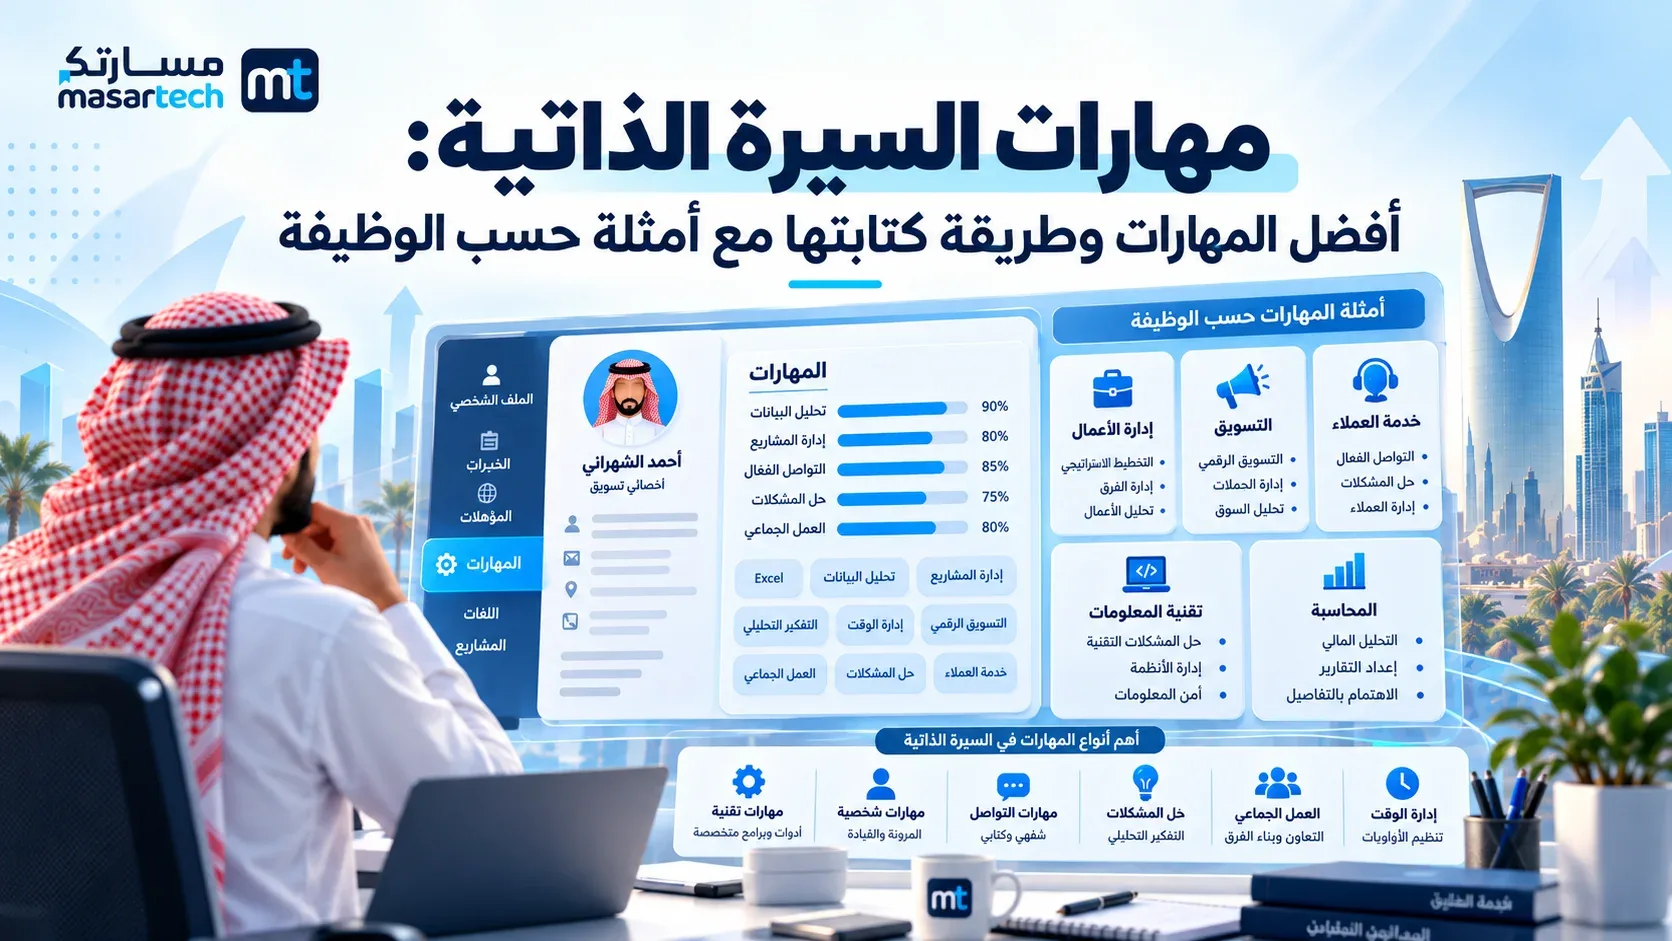 مسارتك
masartech
mt
مهارات السيرة الذاتية:
أفضل المهارات وطريقة كتابتها مع أمثلة حسب الوظيفة
الملف الشخصي
الخبرات
المؤهلات
المهارات
اللغات
المشاريع
أحمد الشهراني
أخصائي تسويق
المهارات
تحليل البيانات 90%
إدارة المشاريع 80%
التواصل الفعّال 85%
حل المشكلات 75%
العمل الجماعي 80%
إدارة المشاريع تحليل البيانات Excel
التسويق الرقمي إدارة الوقت التفكير التحليلي
خدمة العملاء حل المشكلات العمل الجماعي
أمثلة المهارات حسب الوظيفة
خدمة العملاء
• التواصل الفعال
• حل المشكلات
• إدارة العملاء
التسويق
• التسويق الرقمي
• إدارة الحملات
• تحليل السوق
إدارة الأعمال
• التخطيط الاستراتيجي
• إدارة الفرق
• تحليل الأعمال
المحاسبة
• التحليل المالي
• إعداد التقارير
• الاهتمام بالتفاصيل
تقنية المعلومات
• حل المشكلات التقنية
• إدارة الأنظمة
• أمن المعلومات
أهم أنواع المهارات في السيرة الذاتية
إدارة الوقت
تنظيم الأولويات
العمل الجماعي
التعاون وبناء الفرق
خل المشكلات
التفكير التحليلي
مهارات التواصل
شفهي وكتابي
مهارات شخصية
المرونة والقيادة
مهارات تقنية
أدوات وبرامج متخصصة
mt